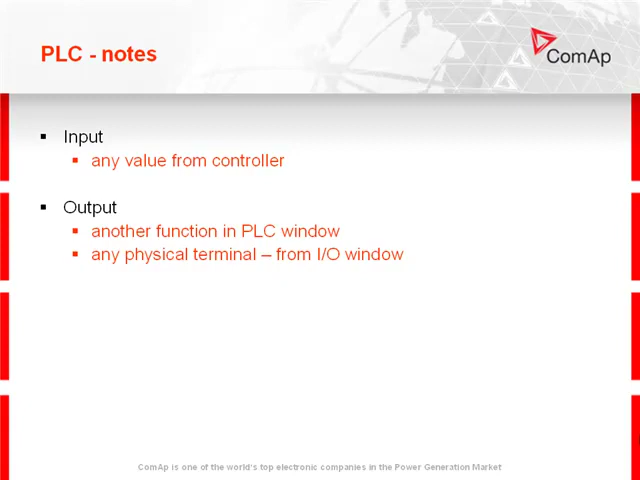 PLC - notes
ComAp
Input
any value from controller
Output
another function in PLC window
any physical terminal – from I/O window
ComAp is one of the world's top electronic companies in the Power Generation Market